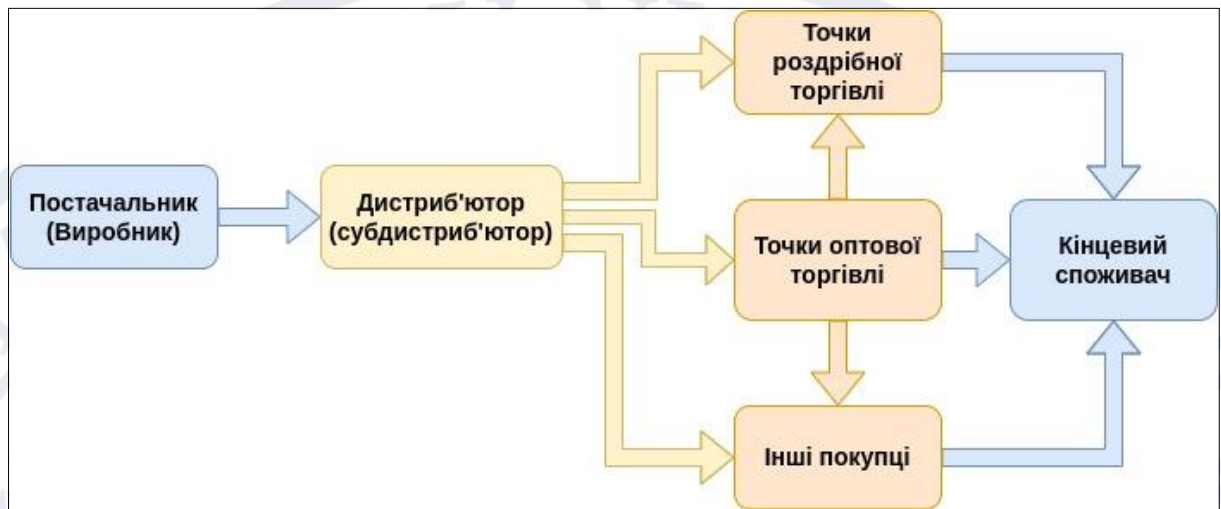 Постачальник
(Виробник)
Дистриб'ютор
(субдистриб'ютор)
Точки
роздрібної
торгівлі
Точки оптової
торгівлі
Інші покупці
Кінцевий
споживач